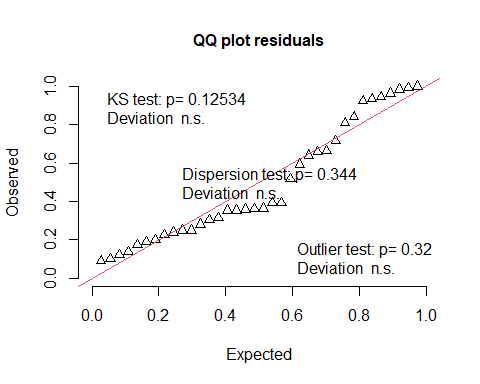 QQ plot residuals
KS test: p= 0.12534
Deviation n.s.
Dispersion test: p= 0.344
Deviation n.s.
Outlier test: p= 0.32
Deviation n.s.
Observed
0.0 0.2 0.4 0.6 0.8 1.0
0.0 0.2 0.4 0.6 0.8 1.0
Expected